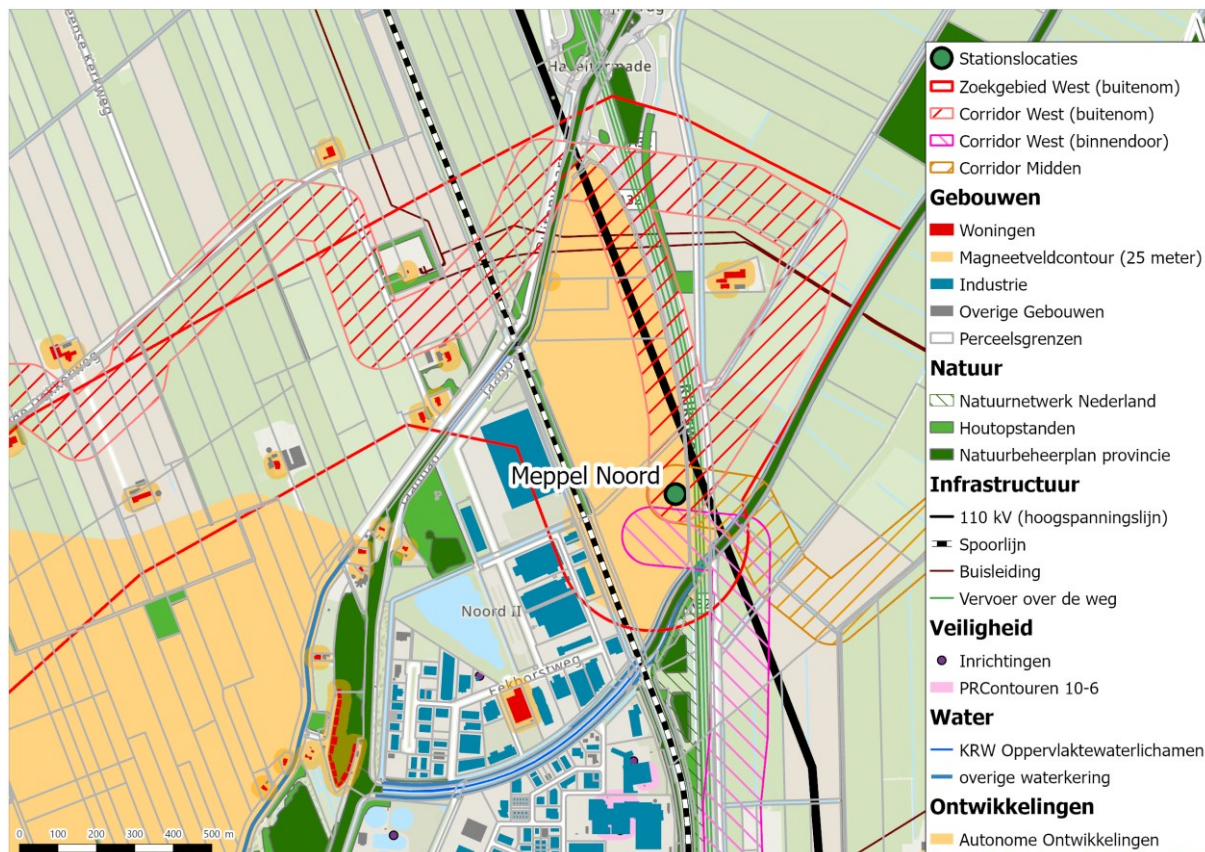 Haveltermade
Meppel Noord
Noord II
Eekhorstweg
0 100 200 300 400 500 m
Stationslocaties
Zoekgebied West (buitenom)
Corridor West (buitenom)
Corridor West (binnendoor)
Corridor Midden
Gebouwen
Woningen
Magneetveldcontour (25 meter)
Industrie
Overige Gebouwen
Perceelsgrenzen
Natuur
Natuurnetwerk Nederland
Houtopstanden
Natuurbeheerplan provincie
Infrastructuur
110 kV (hoogspanningslijn)
Spoorlijn
Buisleiding
Vervoer over de weg
Veiligheid
Inrichtingen
PRContouren 10-6
Water
KRW Oppervlaktewaterlichamen
overige waterkering
Ontwikkelingen
Autonome Ontwikkelingen